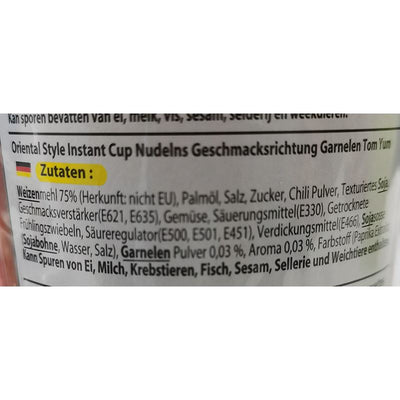 Kan sporen bevatten van ei, melk, vis, sesam, selderij en weekdieren.
Oriental Style Instant Cup Nudelns Geschmacksrichtung Garnelen Tom Yum
Zutaten :
Weizenmehl 75% (Herkunft: nicht EU), Palmöl, Salz, Zucker, Chili Pulver, Texturiertes Soja,
Geschmacksverstärker(E621, E635), Gemüse, Säuerungsmittel(E330), Getrocknete
Frühlingszwiebeln, Säureregulator(E500, E501, E451), Verdickungsmittel(E466), Sojasosse
(Sojabohne, Wasser, Salz), Garnelen Pulver 0,03 %, Aroma 0,03 %, Farbstoff (Paprika
Kann Spuren von Ei, Milch, Krebstieren, Fisch, Sesam, Sellerie und Weichtiere